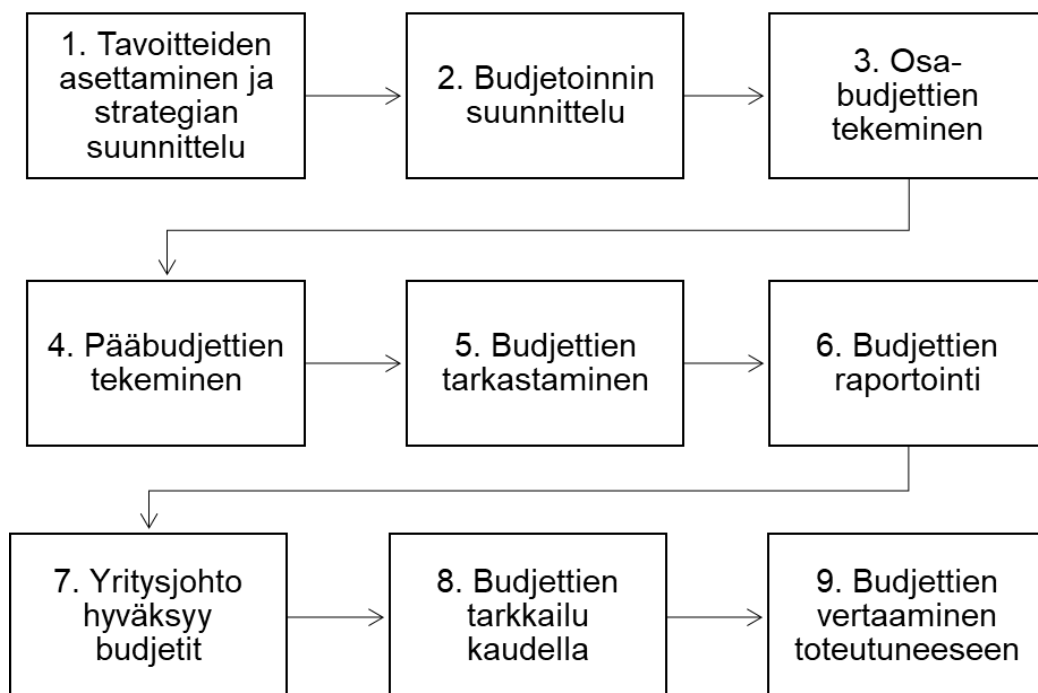 1. Tavoitteiden
asettaminen ja
strategian
suunnittelu
2. Budjetoinnin
suunnittelu
3. Osa-
budjettien
tekeminen
4. Pääbudjettien
tekeminen
5. Budjettien
tarkastaminen
6. Budjettien
raportointi
7. Yritysjohto
hyväksyy
budjetit
8. Budjettien
tarkkailu
kaudella
9. Budjettien
vertaaminen
toteutuneeseen